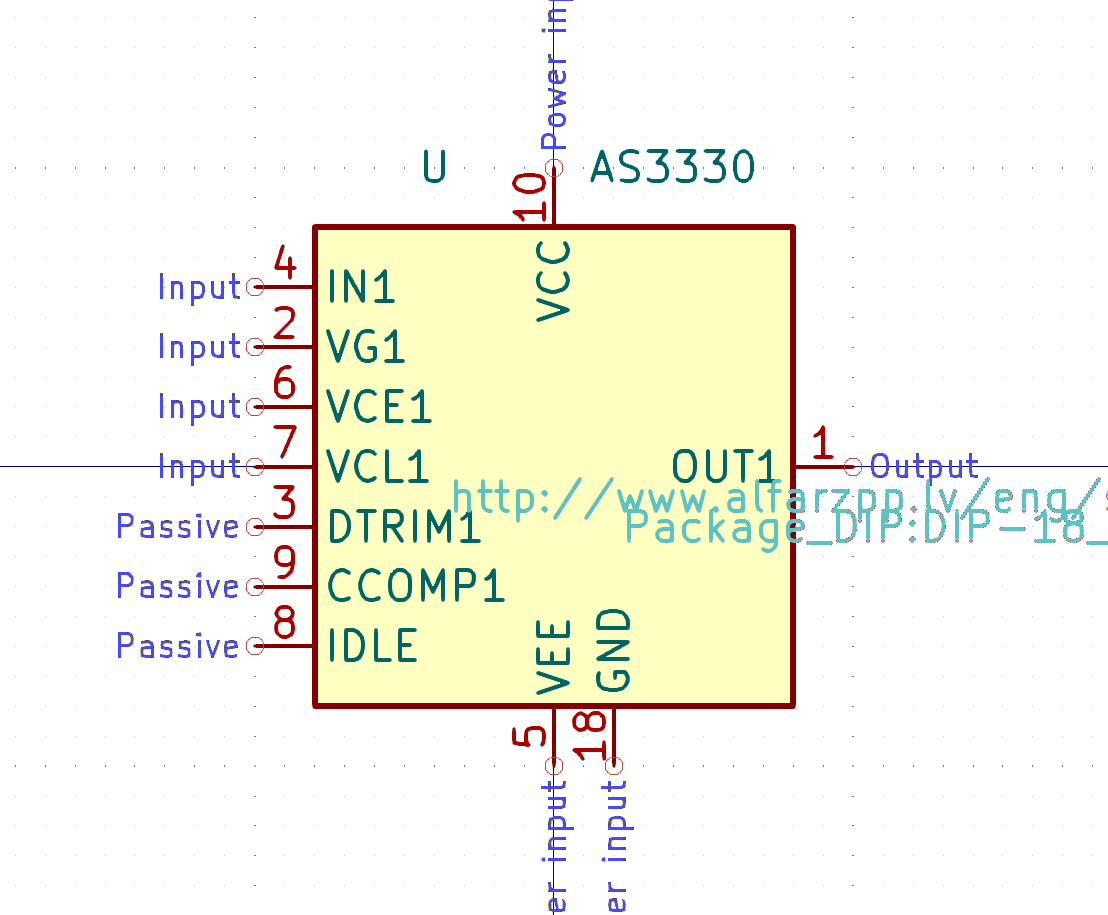 Power in
U
AS3330
10
VCC
Input
4
IN1
Input
2
VG1
Input
6
VCE1
Input
7
VCL1
1
OUT1
Output
http://www.alfarzpp.lv/eng/
Passive
3
DTRIM1
Package_DIP:DIP-18_
Passive
9
CCOMP1
Passive
8
IDLE
VEE
GND
5
18
er input
er input